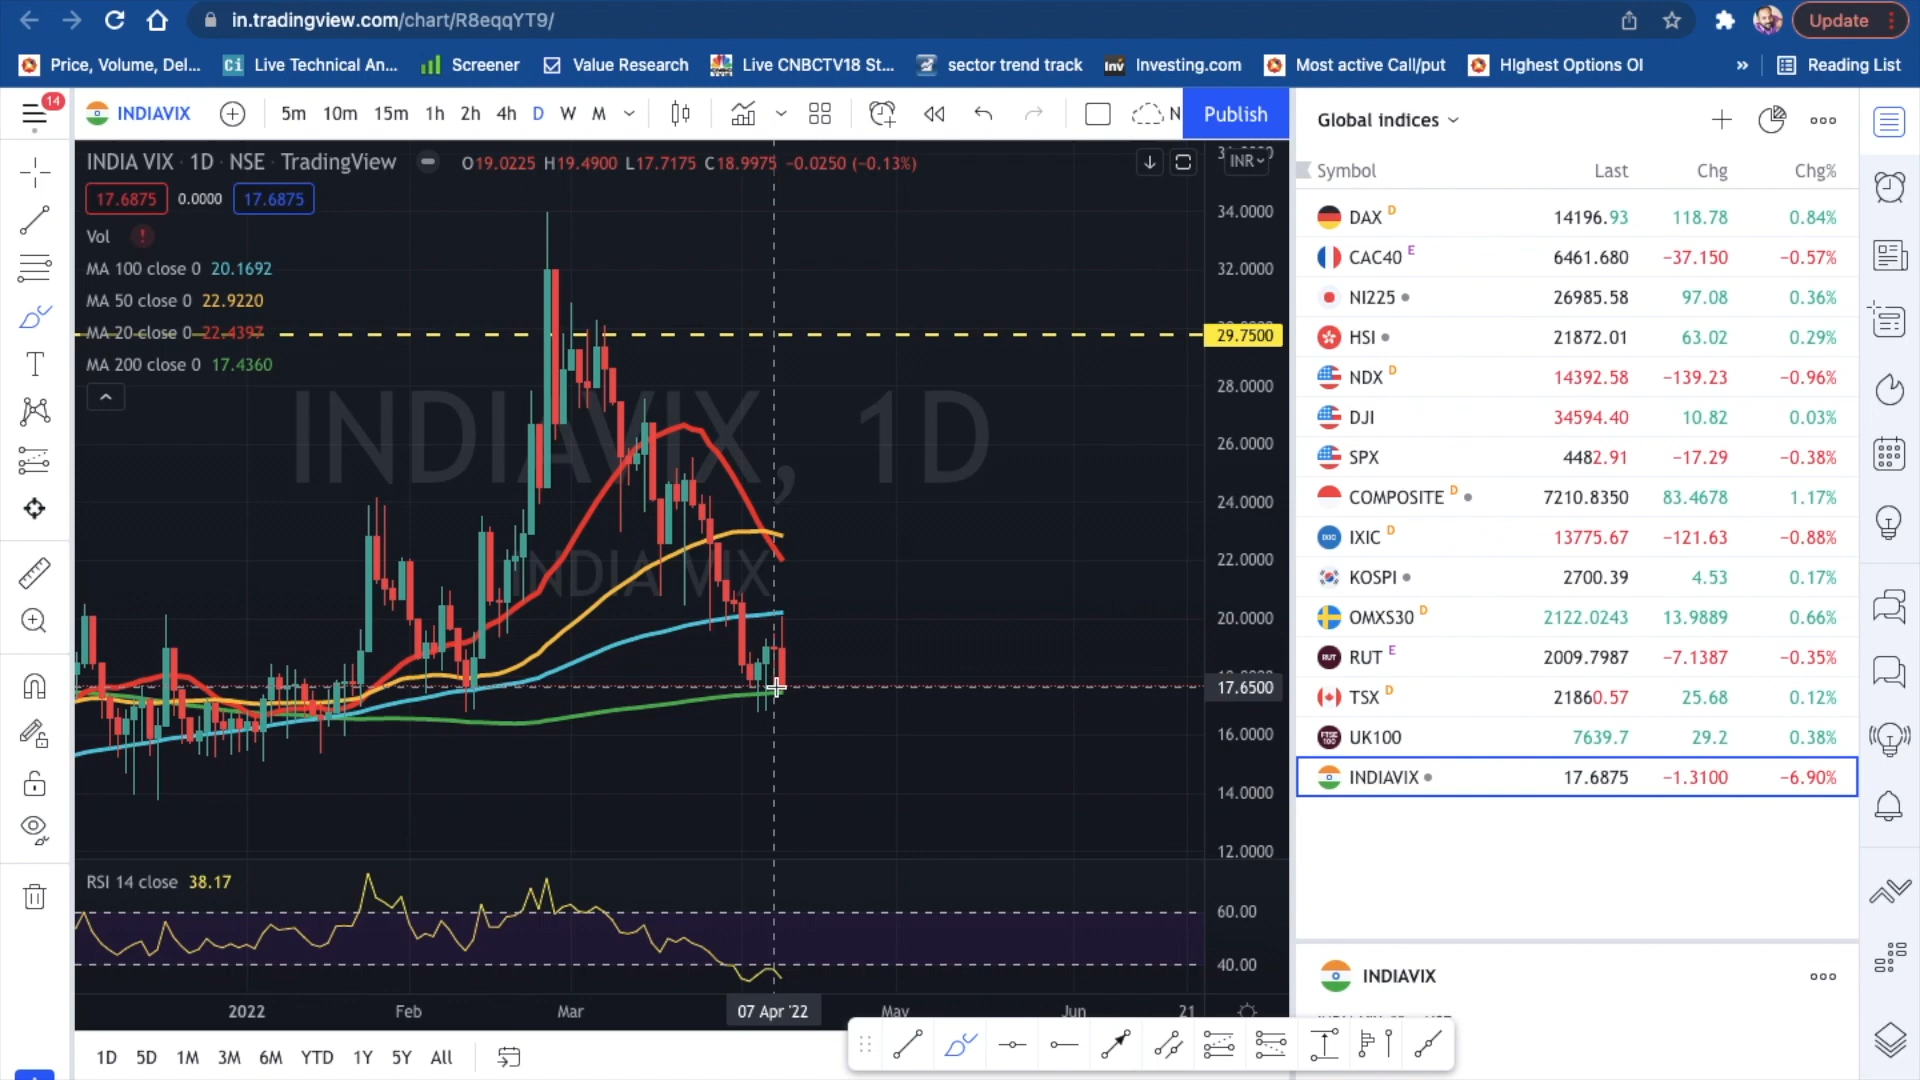 in.tradingview.com/chart/R8eqqYT9/
Update
Price, Volume, Del...
Ci Live Technical An...
Screener
Value Research
Live CNBCTV18 St...
sector trend track
Inv Investing.com
Most active Call/put
HIghest Options OI
»
Reading List
14
INDIAVIX
5m 10m 15m 1h 2h 4h D W M
N
Publish
INDIA VIX · 1D · NSE · TradingView
O19.0225 H19.4900 L17.7175 C18.9975 −0.0250 (−0.13%)
INR
17.6875 0.0000 17.6875
Vol !
MA 100 close 0 20.1692
MA 50 close 0 22.9220
MA 20 close 0 22.4397
MA 200 close 0 17.4360
INDIAVIX, 1D
INDIA VIX
34.0000
32.0000
29.7500
28.0000
26.0000
24.0000
22.0000
20.0000
17.6500
16.0000
14.0000
12.0000
RSI 14 close 38.17
60.00
40.00
2022 Feb Mar 07 Apr '22 May Jun 21
1D 5D 1M 3M 6M YTD 1Y 5Y All
Global indices
Symbol Last Chg Chg%
DAX D 14196.93 118.78 0.84%
CAC40 E 6461.680 −37.150 −0.57%
NI225 26985.58 97.08 0.36%
HSI 21872.01 63.02 0.29%
NDX D 14392.58 −139.23 −0.96%
DJI 34594.40 10.82 0.03%
SPX 4482.91 −17.29 −0.38%
COMPOSITE D 7210.8350 83.4678 1.17%
IXIC D 13775.67 −121.63 −0.88%
KOSPI 2700.39 4.53 0.17%
OMXS30 D 2122.0243 13.9889 0.66%
RUT RUT E 2009.7987 −7.1387 −0.35%
TSX D 21860.57 25.68 0.12%
FTSE 100 UK100 7639.7 29.2 0.38%
INDIAVIX 17.6875 −1.3100 −6.90%
INDIAVIX